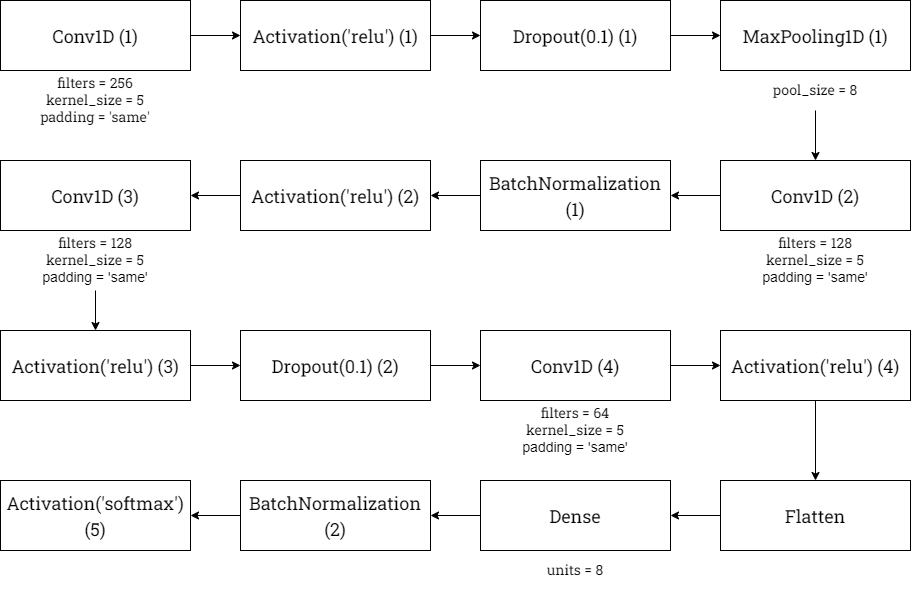 Conv1D (1)
Activation('relu') (1)
Dropout(0.1) (1)
MaxPooling1D (1)
filters = 256
kernel_size = 5
padding = 'same'
pool_size = 8
Conv1D (3)
Activation('relu') (2)
BatchNormalization
(1)
Conv1D (2)
filters = 128
kernel_size = 5
padding = 'same'
filters = 128
kernel_size = 5
padding = 'same'
Activation('relu') (3)
Dropout(0.1) (2)
Conv1D (4)
Activation('relu') (4)
filters = 64
kernel_size = 5
padding = 'same'
Activation('softmax')
(5)
BatchNormalization
(2)
Dense
Flatten
units = 8